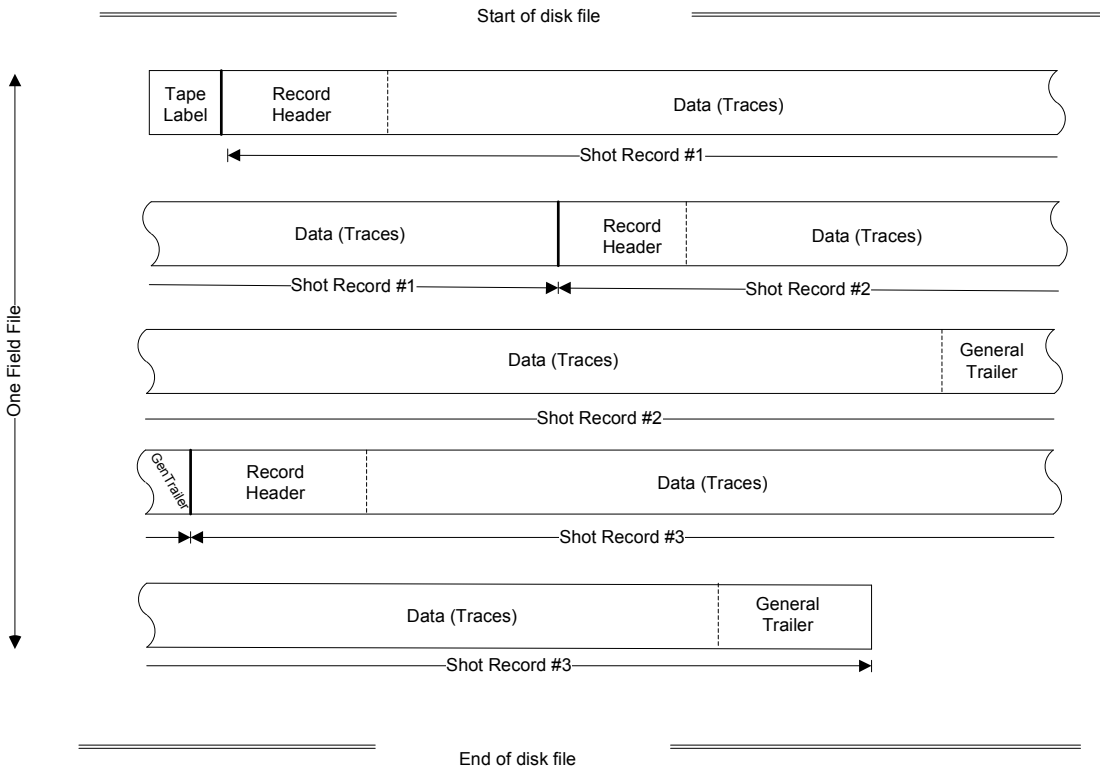 Start of disk file
Tape
Label
Record
Header
Data (Traces)
Shot Record #1
Data (Traces)
Record
Header
Data (Traces)
Shot Record #1
Shot Record #2
One Field File
Data (Traces)
General
Trailer
Shot Record #2
GenTrailer
Record
Header
Data (Traces)
Shot Record #3
Data (Traces)
General
Trailer
Shot Record #3
End of disk file